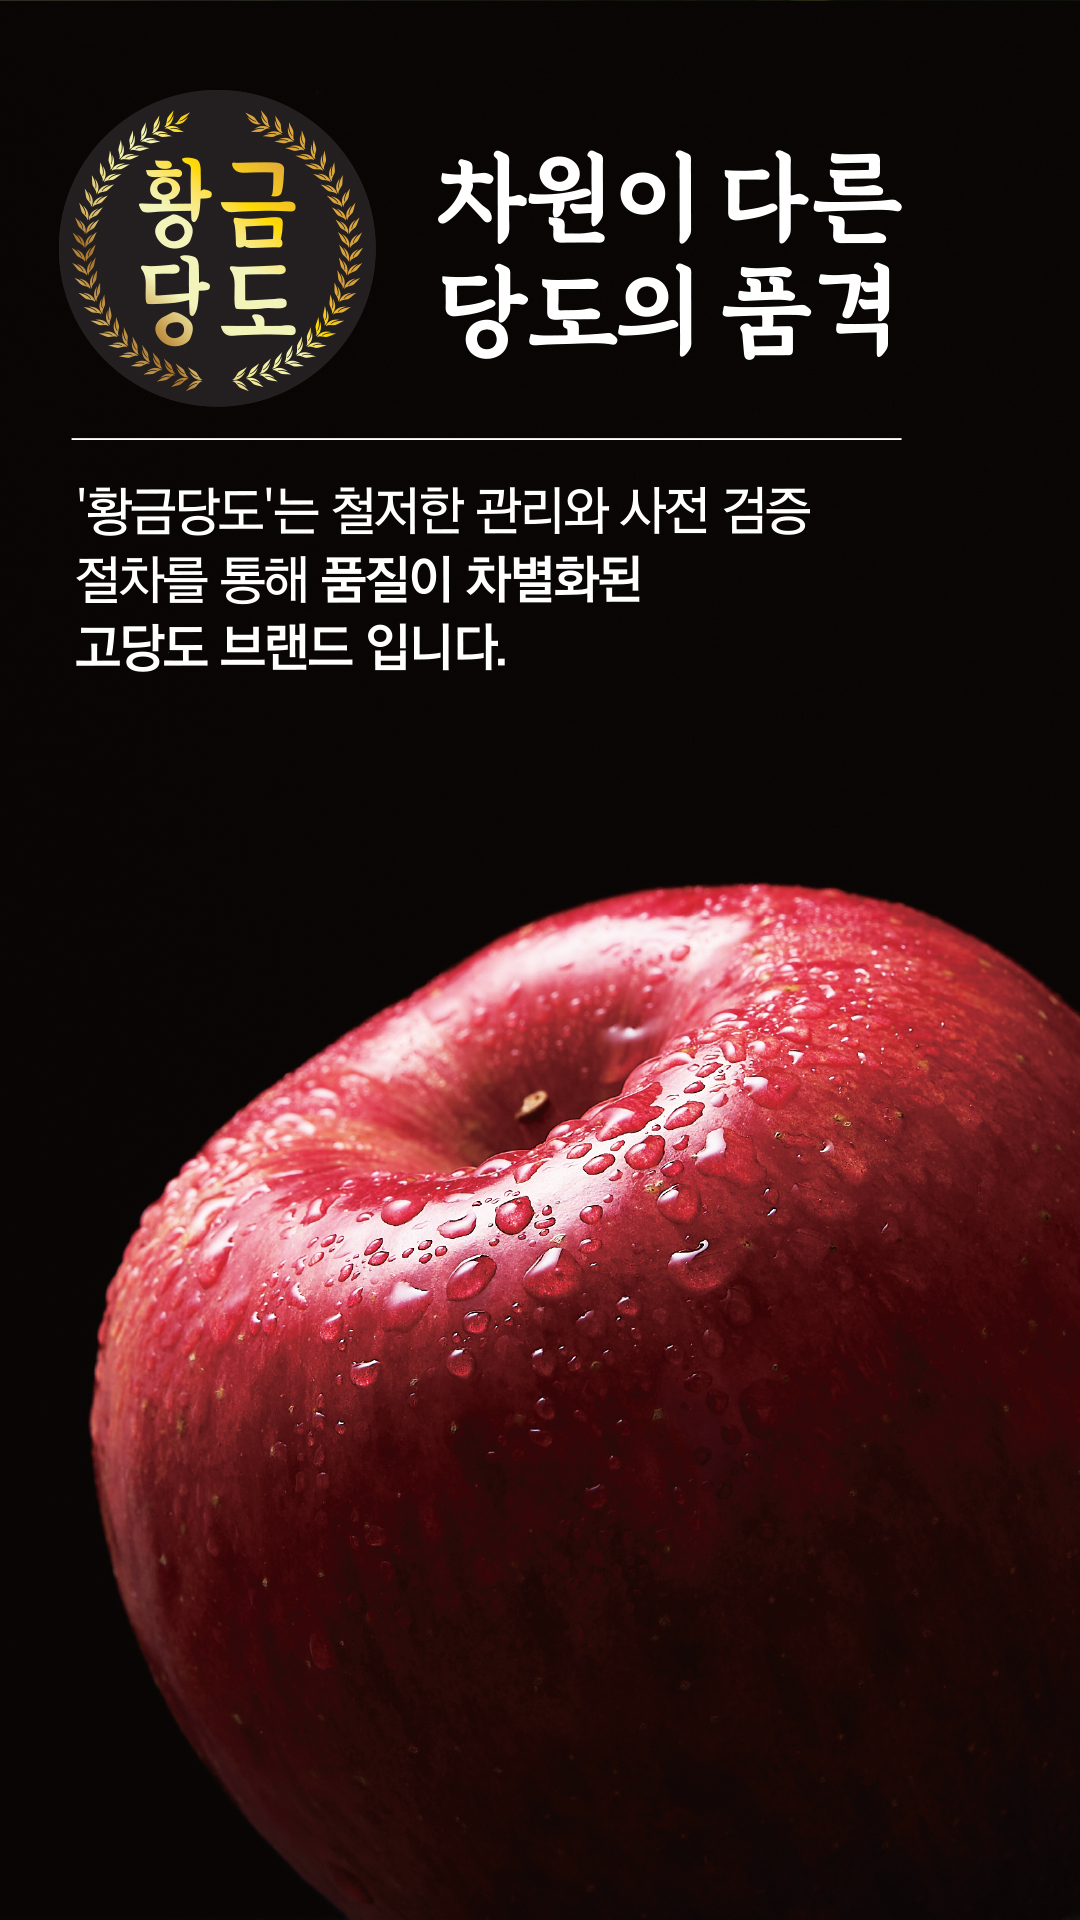 황금
당도
차원이 다른
당도의 품격
'황금당도'는 철저한 관리와 사전 검증
절차를 통해 품질이 차별화된
고당도 브랜드 입니다.